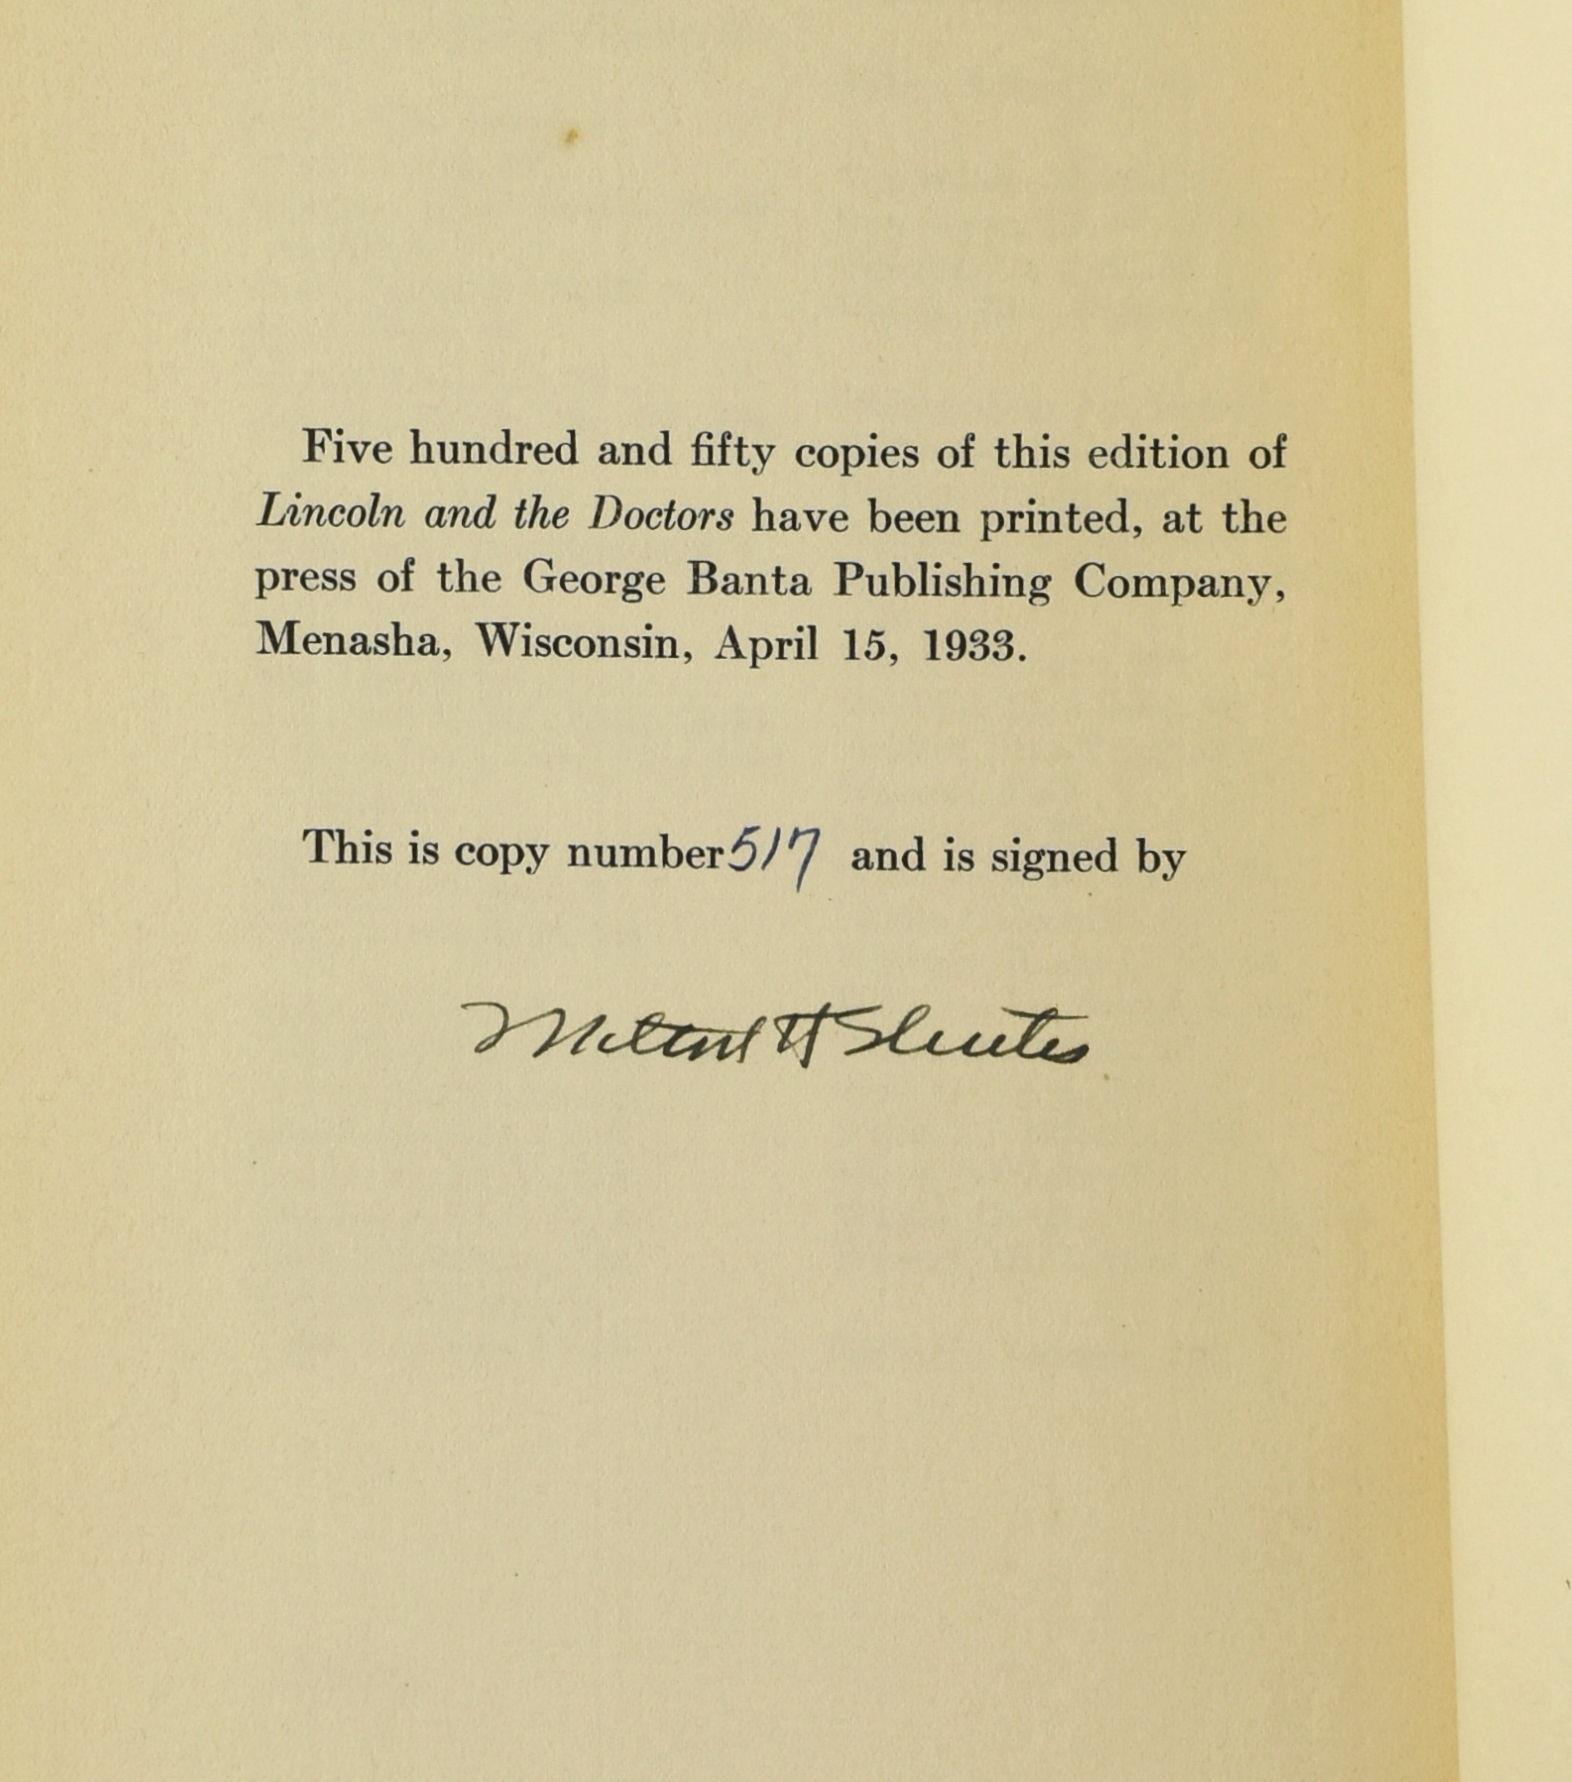 Five hundred and fifty copies of this edition of
Lincoln and the Doctors have been printed, at the
press of the George Banta Publishing Company,
Menasha, Wisconsin, April 15, 1933.
This is copy number 517 and is signed by
Milton H Shutes